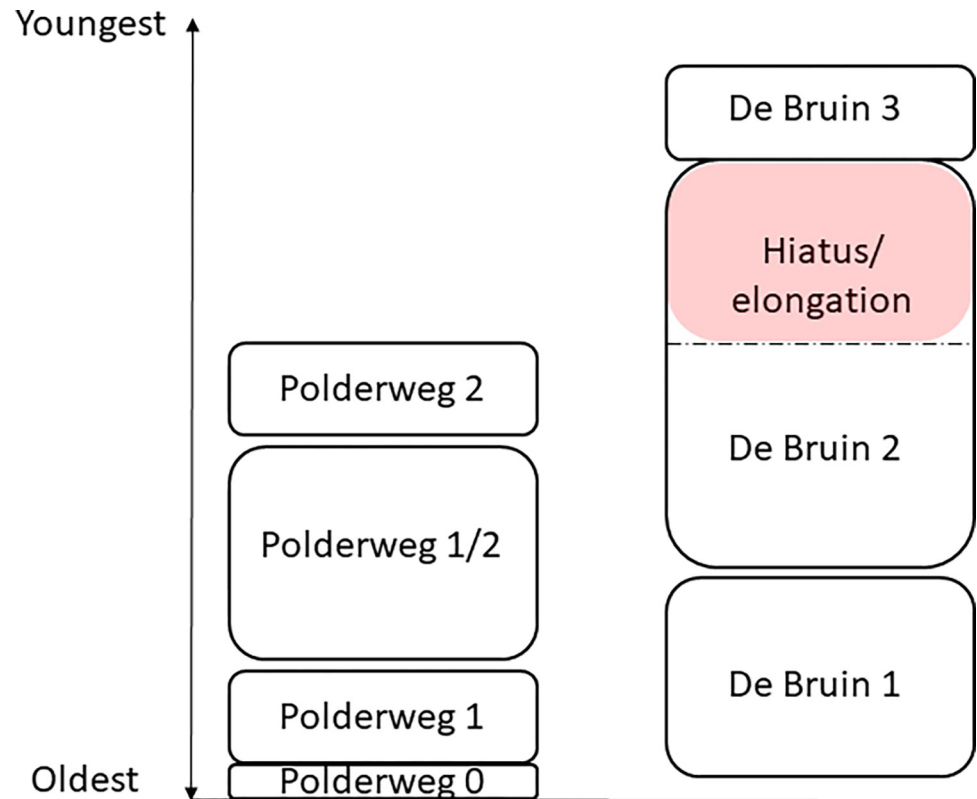 Youngest
De Bruin 3
Hiatus/
elongation
Polderweg 2
De Bruin 2
Polderweg 1/2
De Bruin 1
Polderweg 1
Oldest
Polderweg 0